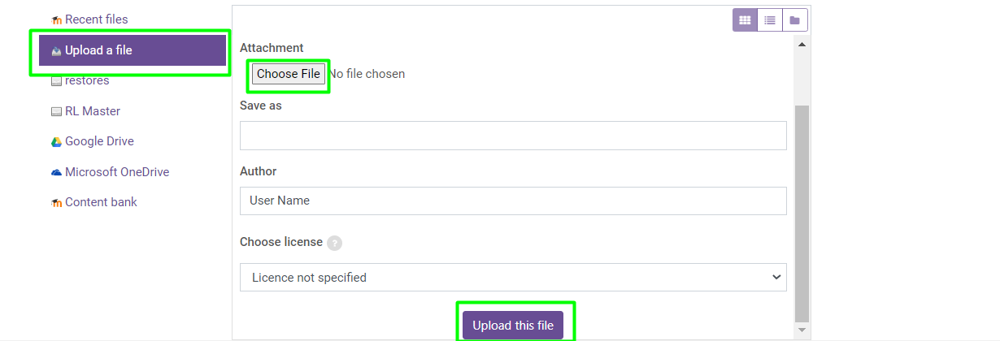 Recent files
Upload a file
restores
RL Master
Google Drive
Microsoft OneDrive
Content bank
Attachment
Choose File No file chosen
Save as
Author
User Name
Choose license ?
Licence not specified
Upload this file